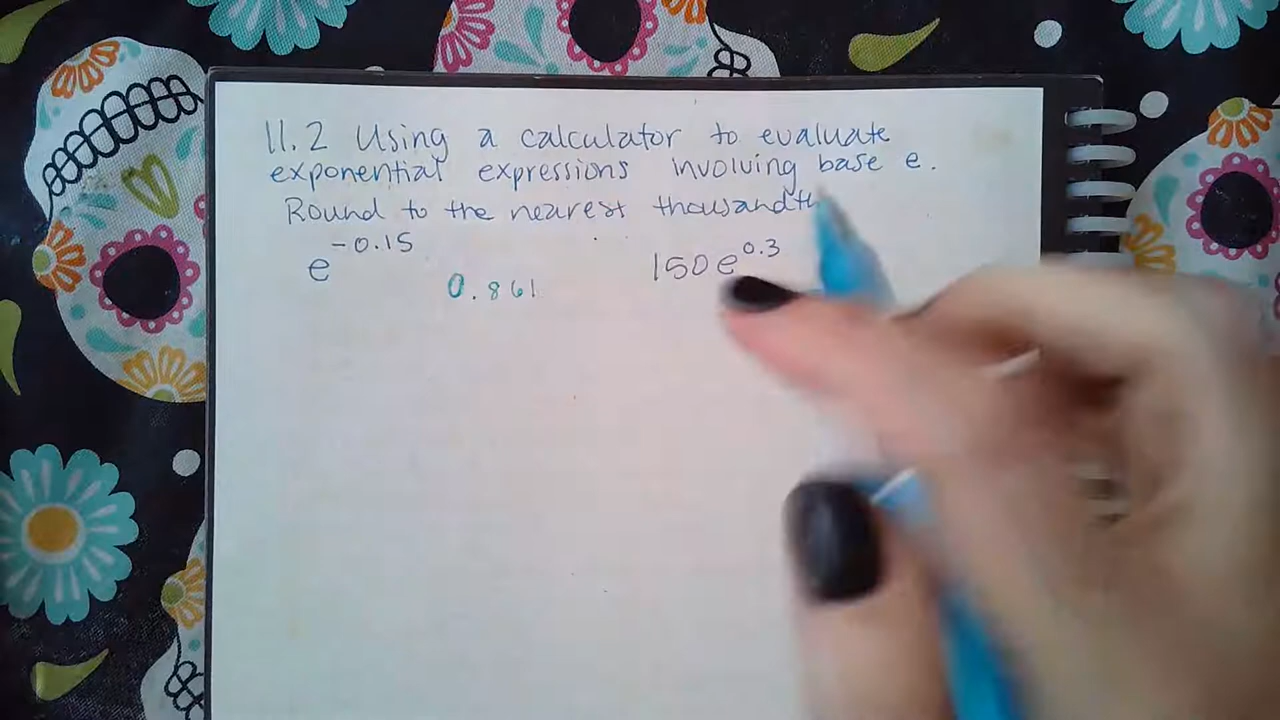 11.2 Using a calculator to evaluate
exponential expressions involving base e.
Round to the nearest thousandth
e^-0.15
0.861
150e^0.3